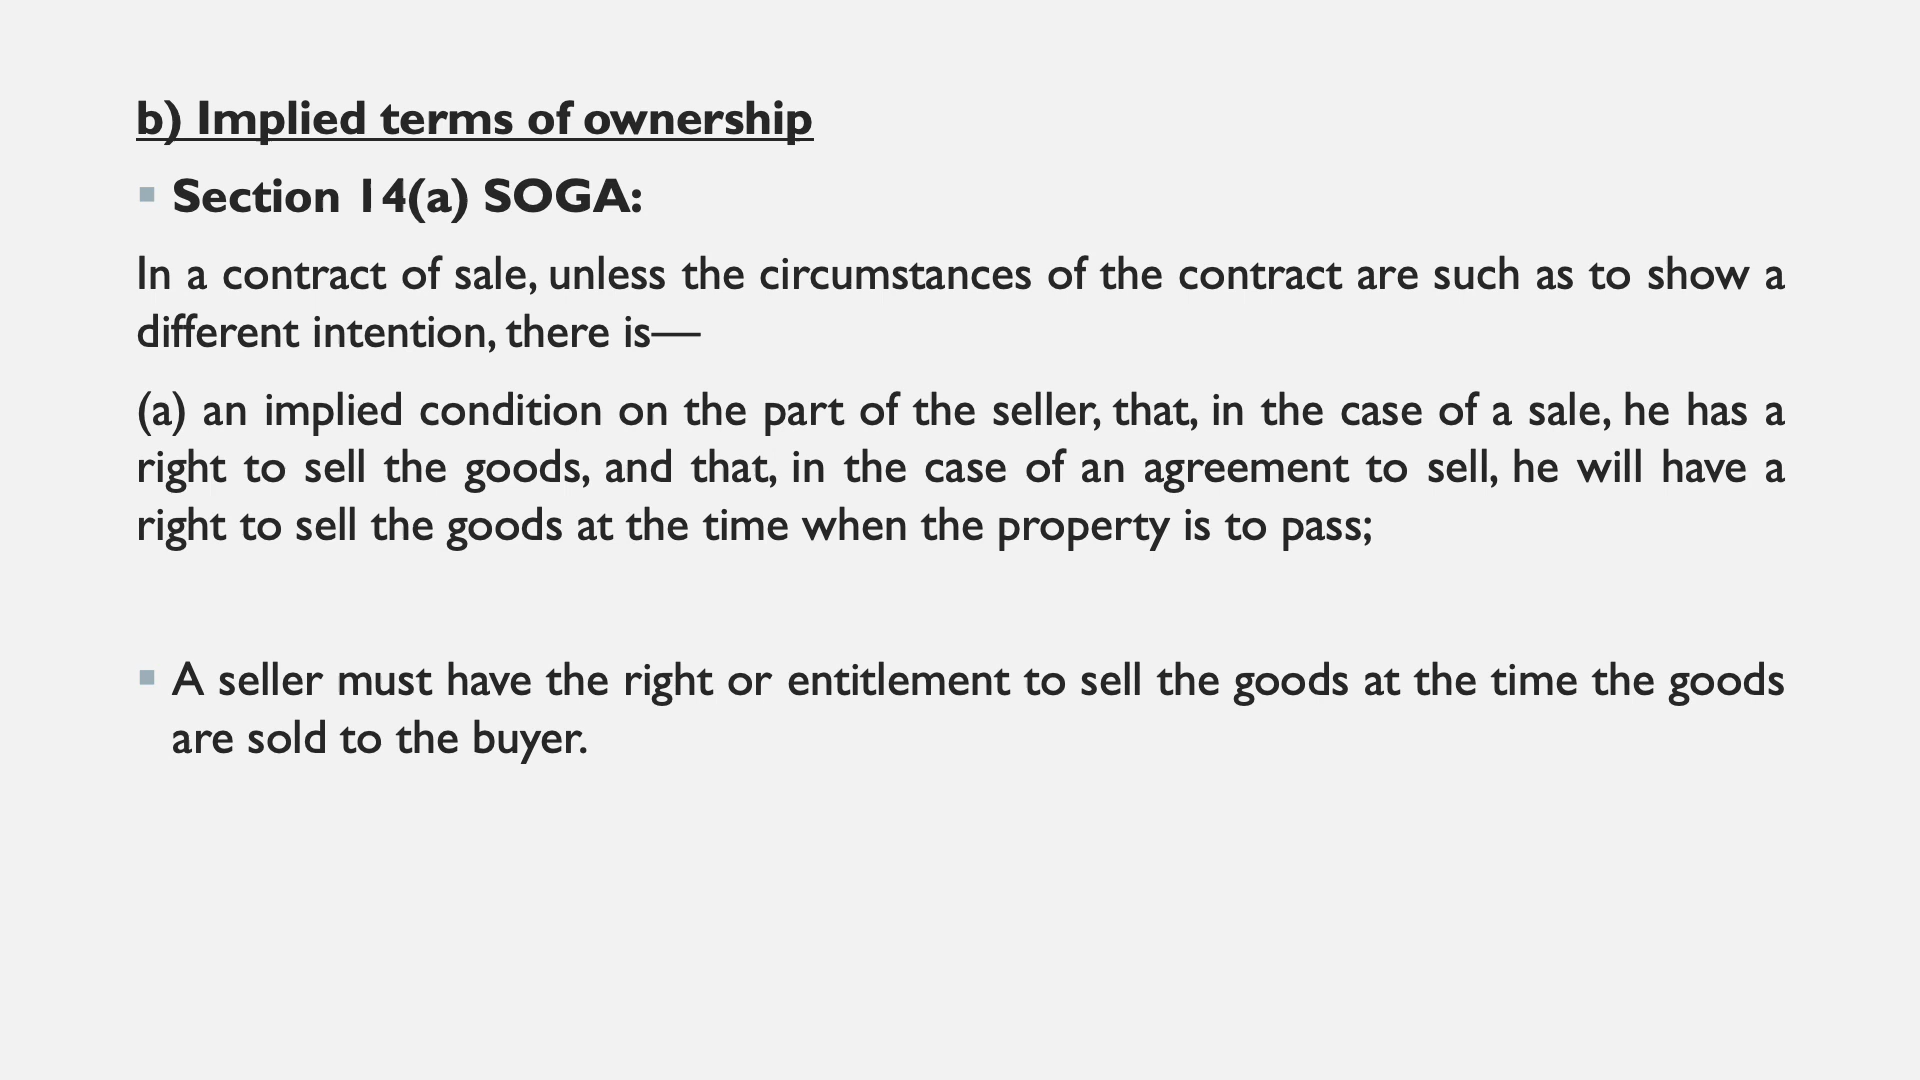 b) Implied terms of ownership
▪ Section 14(a) SOGA:
In a contract of sale, unless the circumstances of the contract are such as to show a
different intention, there is—
(a) an implied condition on the part of the seller, that, in the case of a sale, he has a
right to sell the goods, and that, in the case of an agreement to sell, he will have a
right to sell the goods at the time when the property is to pass;
▪ A seller must have the right or entitlement to sell the goods at the time the goods
are sold to the buyer.